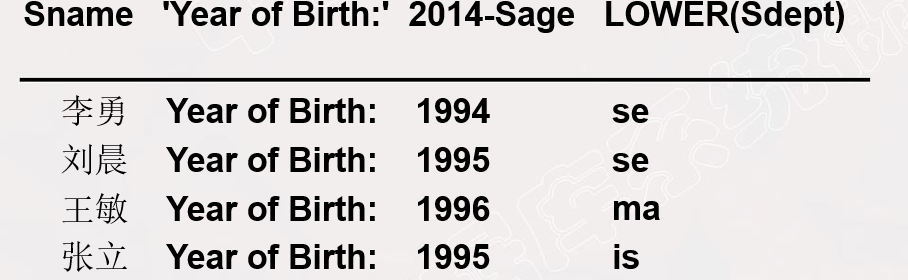 Sname 'Year of Birth:' 2014-Sage LOWER(Sdept)
李勇 Year of Birth: 1994 se
刘晨 Year of Birth: 1995 se
王敏 Year of Birth: 1996 ma
张立 Year of Birth: 1995 is